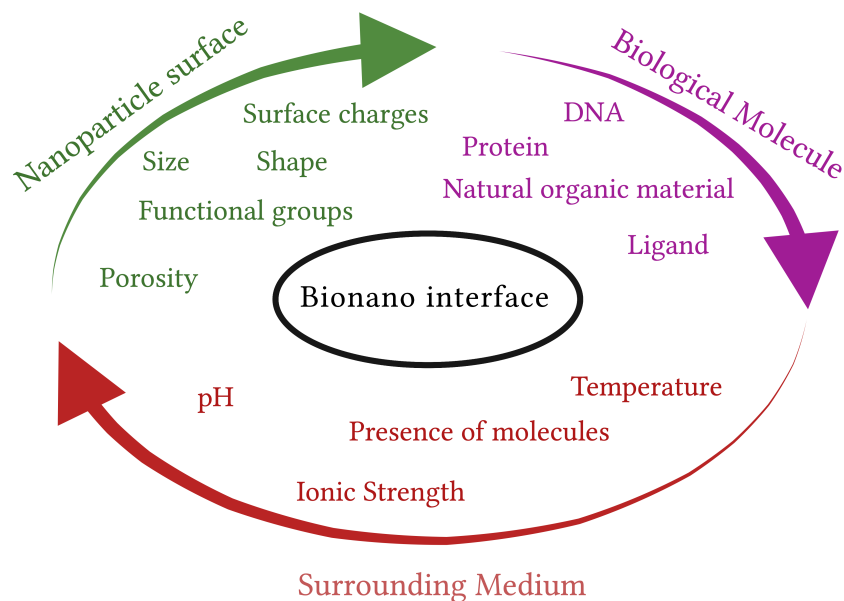 Nanoparticle surface
Biological Molecule
Surface charges
DNA
Size
Shape
Protein
Functional groups
Natural organic material
Porosity
Ligand
Bionano interface
pH
Temperature
Presence of molecules
Ionic Strength
Surrounding Medium